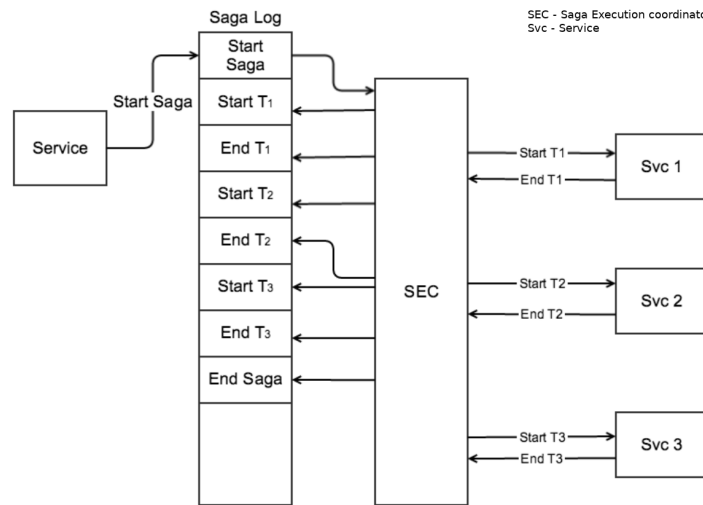 Saga Log
SEC - Saga Execution coordinato
Svc - Service
Start
Saga
Start Saga
Service
Start T₁
End T₁
Start T₂
End T₂
Start T₃
End T₃
End Saga
SEC
Start T1
End T1
Svc 1
Start T2
End T2
Svc 2
Start T3
End T3
Svc 3